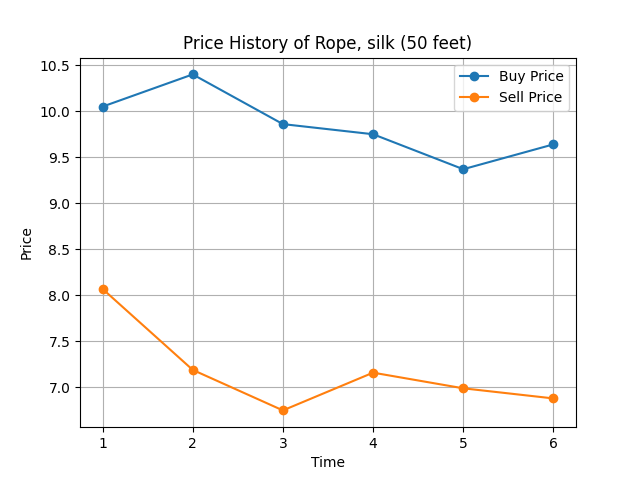 Price History of Rope, silk (50 feet)
Buy Price
Sell Price
Price
10.5
10.0
9.5
9.0
8.5
8.0
7.5
7.0
1 2 3 4 5 6
Time